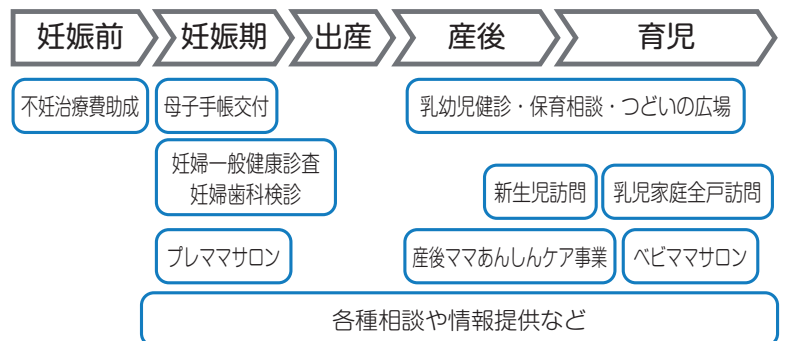 妊娠前
妊娠期
出産
産後
育児
不妊治療費助成
母子手帳交付
乳幼児健診・保育相談・つどいの広場
妊婦一般健康診査
妊婦歯科検診
新生児訪問
乳児家庭全戸訪問
プレママサロン
産後ママあんしんケア事業
ベビママサロン
各種相談や情報提供など